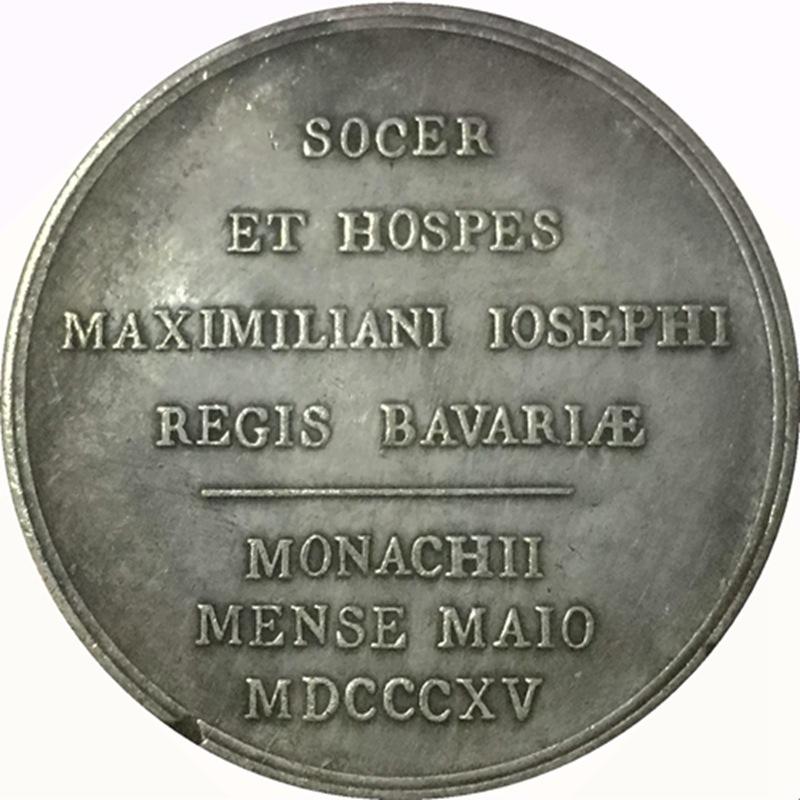 SOCER
ET HOSPES
MAXIMILIANI IOSEPHI
REGIS BAVARIÆ
MONACHII
MENSE MAIO
MDCCCXV